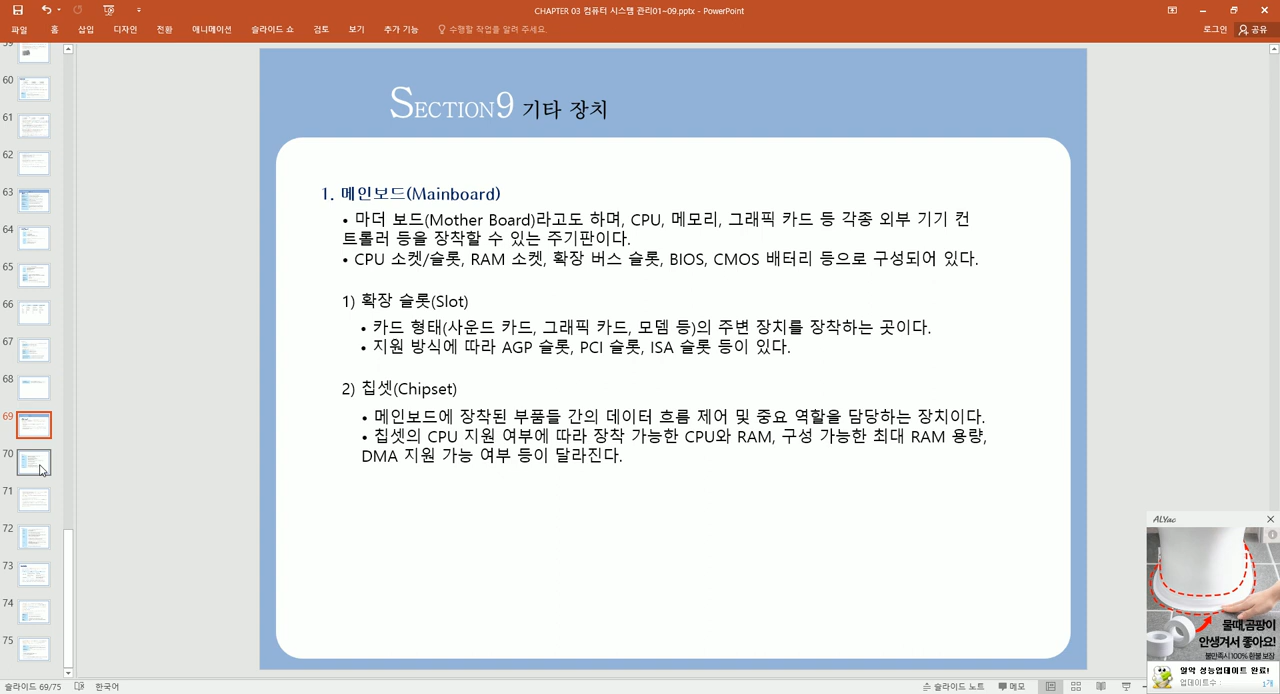 CHAPTER 03 컴퓨터 시스템 관리01~09.pptx - PowerPoint
파일 홈 삽입 디자인 전환 애니메이션 슬라이드 쇼 검토 보기 추가 기능 수행할 작업을 알려 주세요. 로그인 공유
59
60
61
62
63
64
65
66
67
68
69
70
71
72
73
74
75
SECTION9 기타 장치
1. 메인보드(Mainboard)
• 마더 보드(Mother Board)라고도 하며, CPU, 메모리, 그래픽 카드 등 각종 외부 기기 컨
트롤러 등을 장착할 수 있는 주기판이다.
• CPU 소켓/슬롯, RAM 소켓, 확장 버스 슬롯, BIOS, CMOS 배터리 등으로 구성되어 있다.
1) 확장 슬롯(Slot)
• 카드 형태(사운드 카드, 그래픽 카드, 모뎀 등)의 주변 장치를 장착하는 곳이다.
• 지원 방식에 따라 AGP 슬롯, PCI 슬롯, ISA 슬롯 등이 있다.
2) 칩셋(Chipset)
• 메인보드에 장착된 부품들 간의 데이터 흐름 제어 및 중요 역할을 담당하는 장치이다.
• 칩셋의 CPU 지원 여부에 따라 장착 가능한 CPU와 RAM, 구성 가능한 최대 RAM 용량,
DMA 지원 가능 여부 등이 달라진다.
ALYac
물때,곰팡이
안생겨서 좋아요!
불만족시 100% 환불 보장
알약 성능업데이트 완료!
업데이트수 : 1개
슬라이드 69/75 한국어 슬라이드 노트 메모